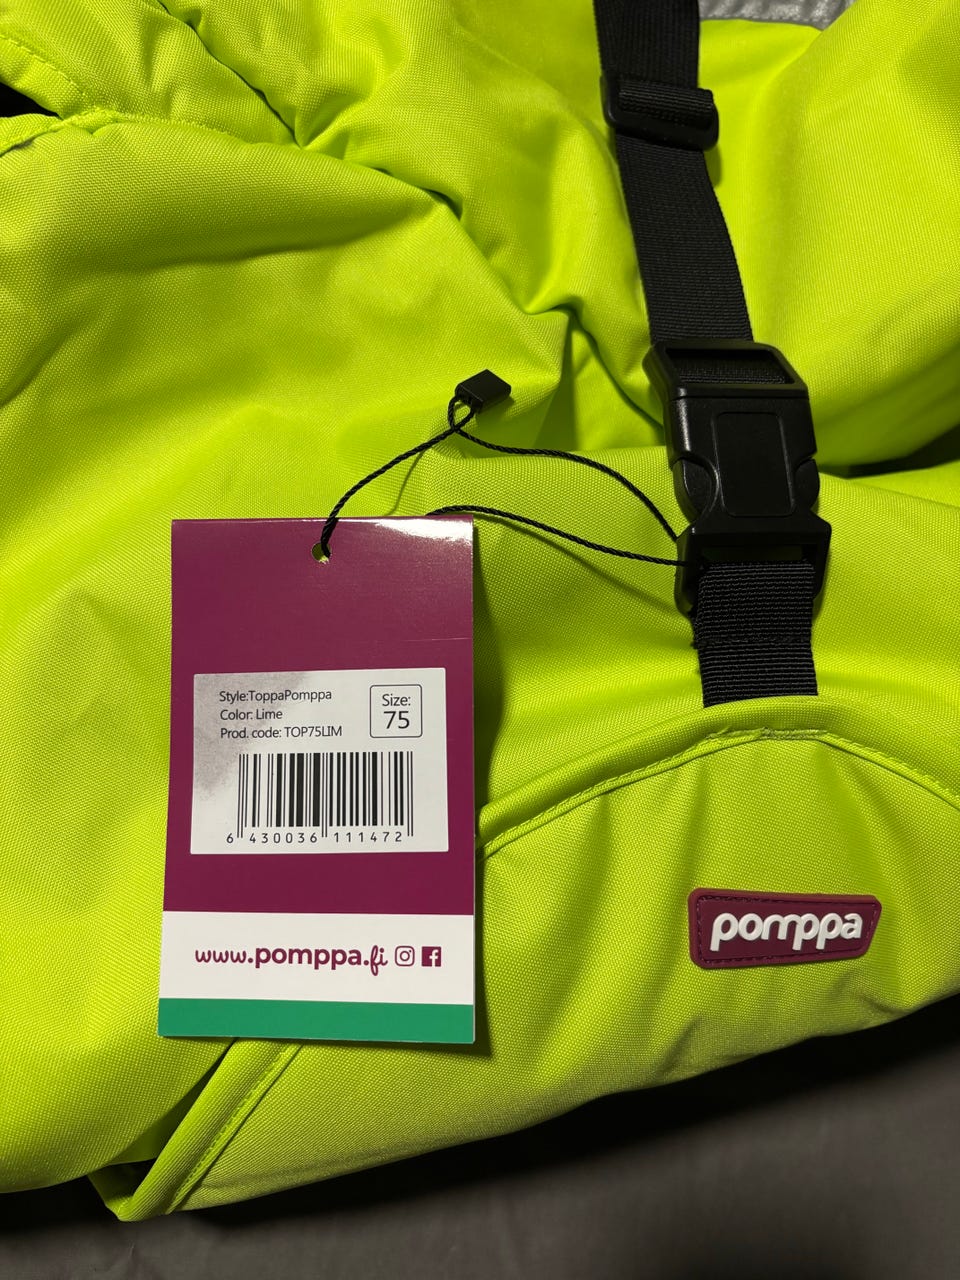 Style:ToppaPomppa
Color: Lime
Prod. code: TOP75LIM
Size:
75
6 430036 111472
www.pomppa.fi
pomppa